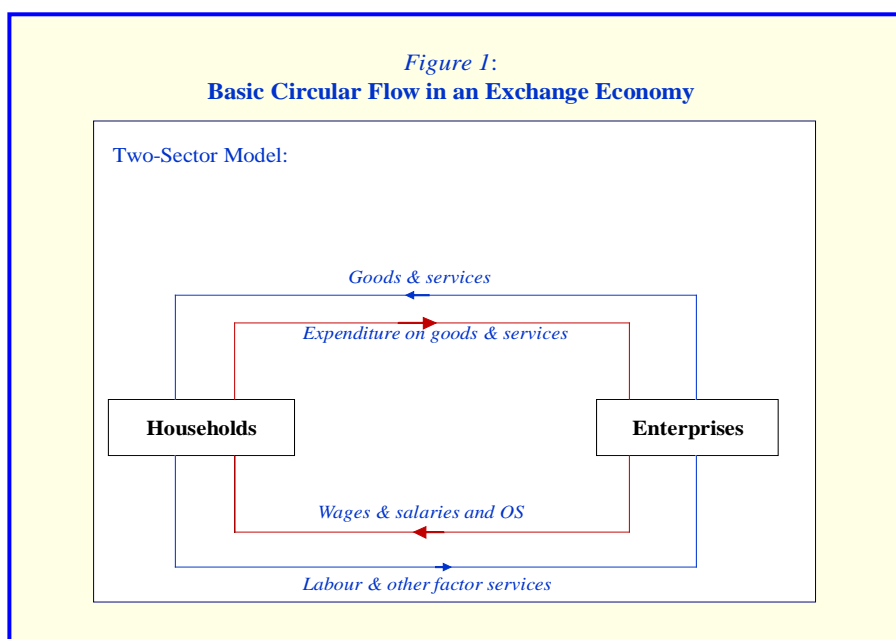 Figure 1:
Basic Circular Flow in an Exchange Economy
Two-Sector Model:
Goods & services
Expenditure on goods & services
Households
Enterprises
Wages & salaries and OS
Labour & other factor services